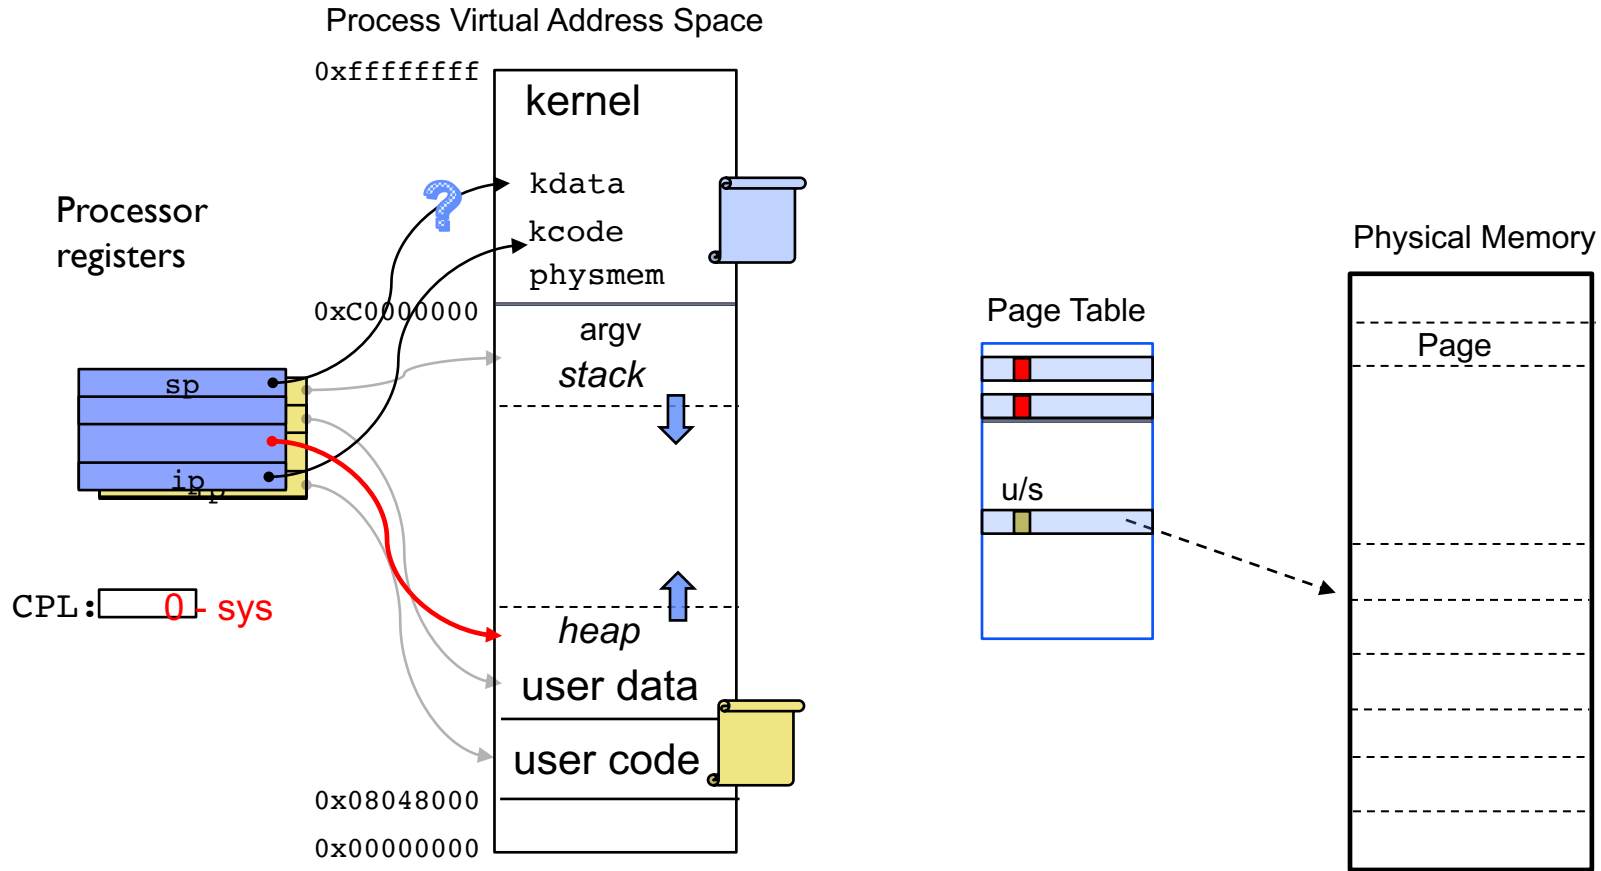 Process Virtual Address Space
0xffffffff
kernel
kdata
?
kcode
physmem
Processor
registers
0xC0000000
argv
stack
sp
ip
CPL:
0 - sys
heap
user data
user code
0x08048000
0x00000000
Page Table
u/s
Physical Memory
Page